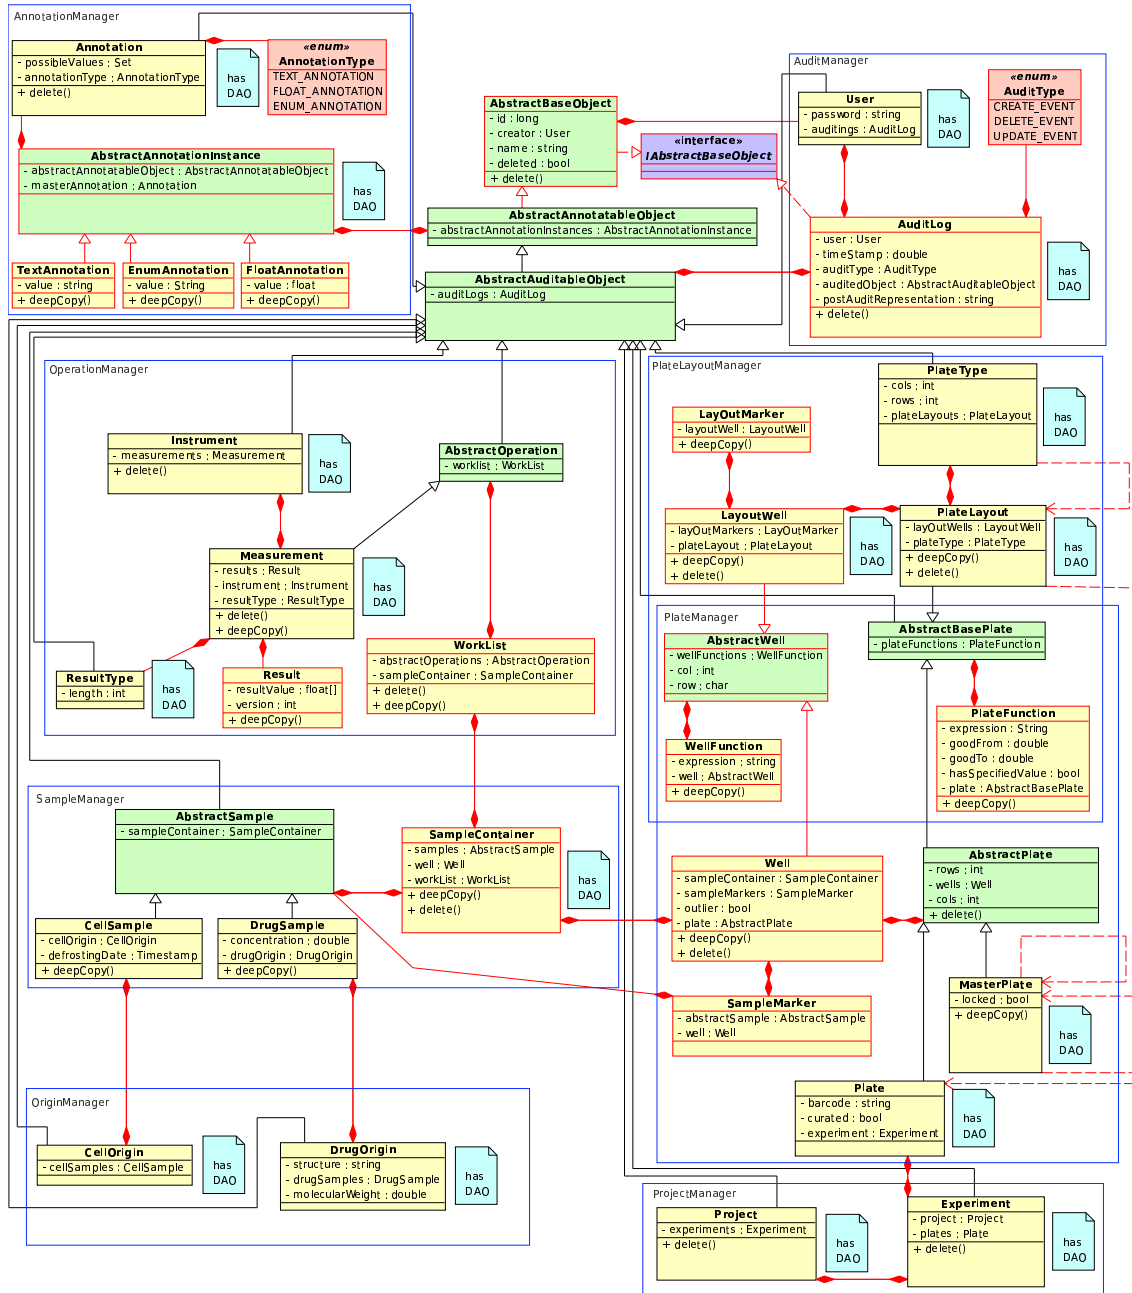 AnnotationManager
Annotation
- possibleValues : Set
- annotationType : AnnotationType
+ delete()
has
DAO
«enum»
AnnotationType
TEXT_ANNOTATION
FLOAT_ANNOTATION
ENUM_ANNOTATION
AbstractAnnotationInstance
- abstractAnnotatableObject : AbstractAnnotatableObject
- masterAnnotation : Annotation
has
DAO
TextAnnotation
- value : string
+ deepCopy()
EnumAnnotation
- value : String
+ deepCopy()
FloatAnnotation
- value : float
+ deepCopy()
AbstractBaseObject
- id : long
- creator : User
- name : string
- deleted : bool
+ delete()
«interface»
IAbstractBaseObject
AbstractAnnotatableObject
- abstractAnnotationInstances : AbstractAnnotationInstance
AbstractAuditableObject
- auditLogs : AuditLog
AuditManager
User
- password : string
- auditings : AuditLog
has
DAO
«enum»
AuditType
CREATE_EVENT
DELETE_EVENT
UPDATE_EVENT
AuditLog
- user : User
- timeStamp : double
- auditType : AuditType
- auditedObject : AbstractAuditableObject
- postAuditRepresentation : string
+ delete()
has
DAO
OperationManager
Instrument
- measurements : Measurement
+ delete()
has
DAO
AbstractOperation
- worklist : WorkList
Measurement
- results : Result
- instrument : Instrument
- resultType : ResultType
+ delete()
+ deepCopy()
has
DAO
ResultType
- length : int
has
DAO
Result
- resultValue : float[]
- version : int
+ deepCopy()
WorkList
- abstractOperations : AbstractOperation
- sampleContainer : SampleContainer
+ delete()
+ deepCopy()
PlateLayoutManager
PlateType
- cols : int
- rows : int
- plateLayouts : PlateLayout
has
DAO
LayOutMarker
- layoutWell : LayoutWell
+ deepCopy()
LayoutWell
- layOutMarkers : LayOutMarker
- plateLayout : PlateLayout
+ deepCopy()
+ delete()
has
DAO
PlateLayout
- layOutWells : LayoutWell
- plateType : PlateType
+ deepCopy()
+ delete()
has
DAO
PlateManager
AbstractWell
- wellFunctions : WellFunction
- col : int
- row : char
AbstractBasePlate
- plateFunctions : PlateFunction
WellFunction
- expression : string
- well : AbstractWell
+ deepCopy()
PlateFunction
- expression : String
- goodFrom : double
- goodTo : double
- hasSpecifiedValue : bool
- plate : AbstractBasePlate
+ deepCopy()
SampleManager
AbstractSample
- sampleContainer : SampleContainer
SampleContainer
- samples : AbstractSample
- well : Well
- workList : WorkList
+ deepCopy()
+ delete()
has
DAO
CellSample
- cellOrigin : CellOrigin
- defrostingDate : Timestamp
+ deepCopy()
DrugSample
- concentration : double
- drugOrigin : DrugOrigin
+ deepCopy()
Well
- sampleContainer : SampleContainer
- sampleMarkers : SampleMarker
- outlier : bool
- plate : AbstractPlate
+ deepCopy()
+ delete()
AbstractPlate
- rows : int
- wells : Well
- cols : int
+ delete()
SampleMarker
- abstractSample : AbstractSample
- well : Well
MasterPlate
- locked : bool
+ deepCopy()
has
DAO
Plate
- barcode : string
- curated : bool
- experiment : Experiment
has
DAO
OriginManager
CellOrigin
- cellSamples : CellSample
has
DAO
DrugOrigin
- structure : string
- drugSamples : DrugSample
- molecularWeight : double
has
DAO
ProjectManager
Project
- experiments : Experiment
+ delete()
has
DAO
Experiment
- project : Project
- plates : Plate
+ delete()
has
DAO